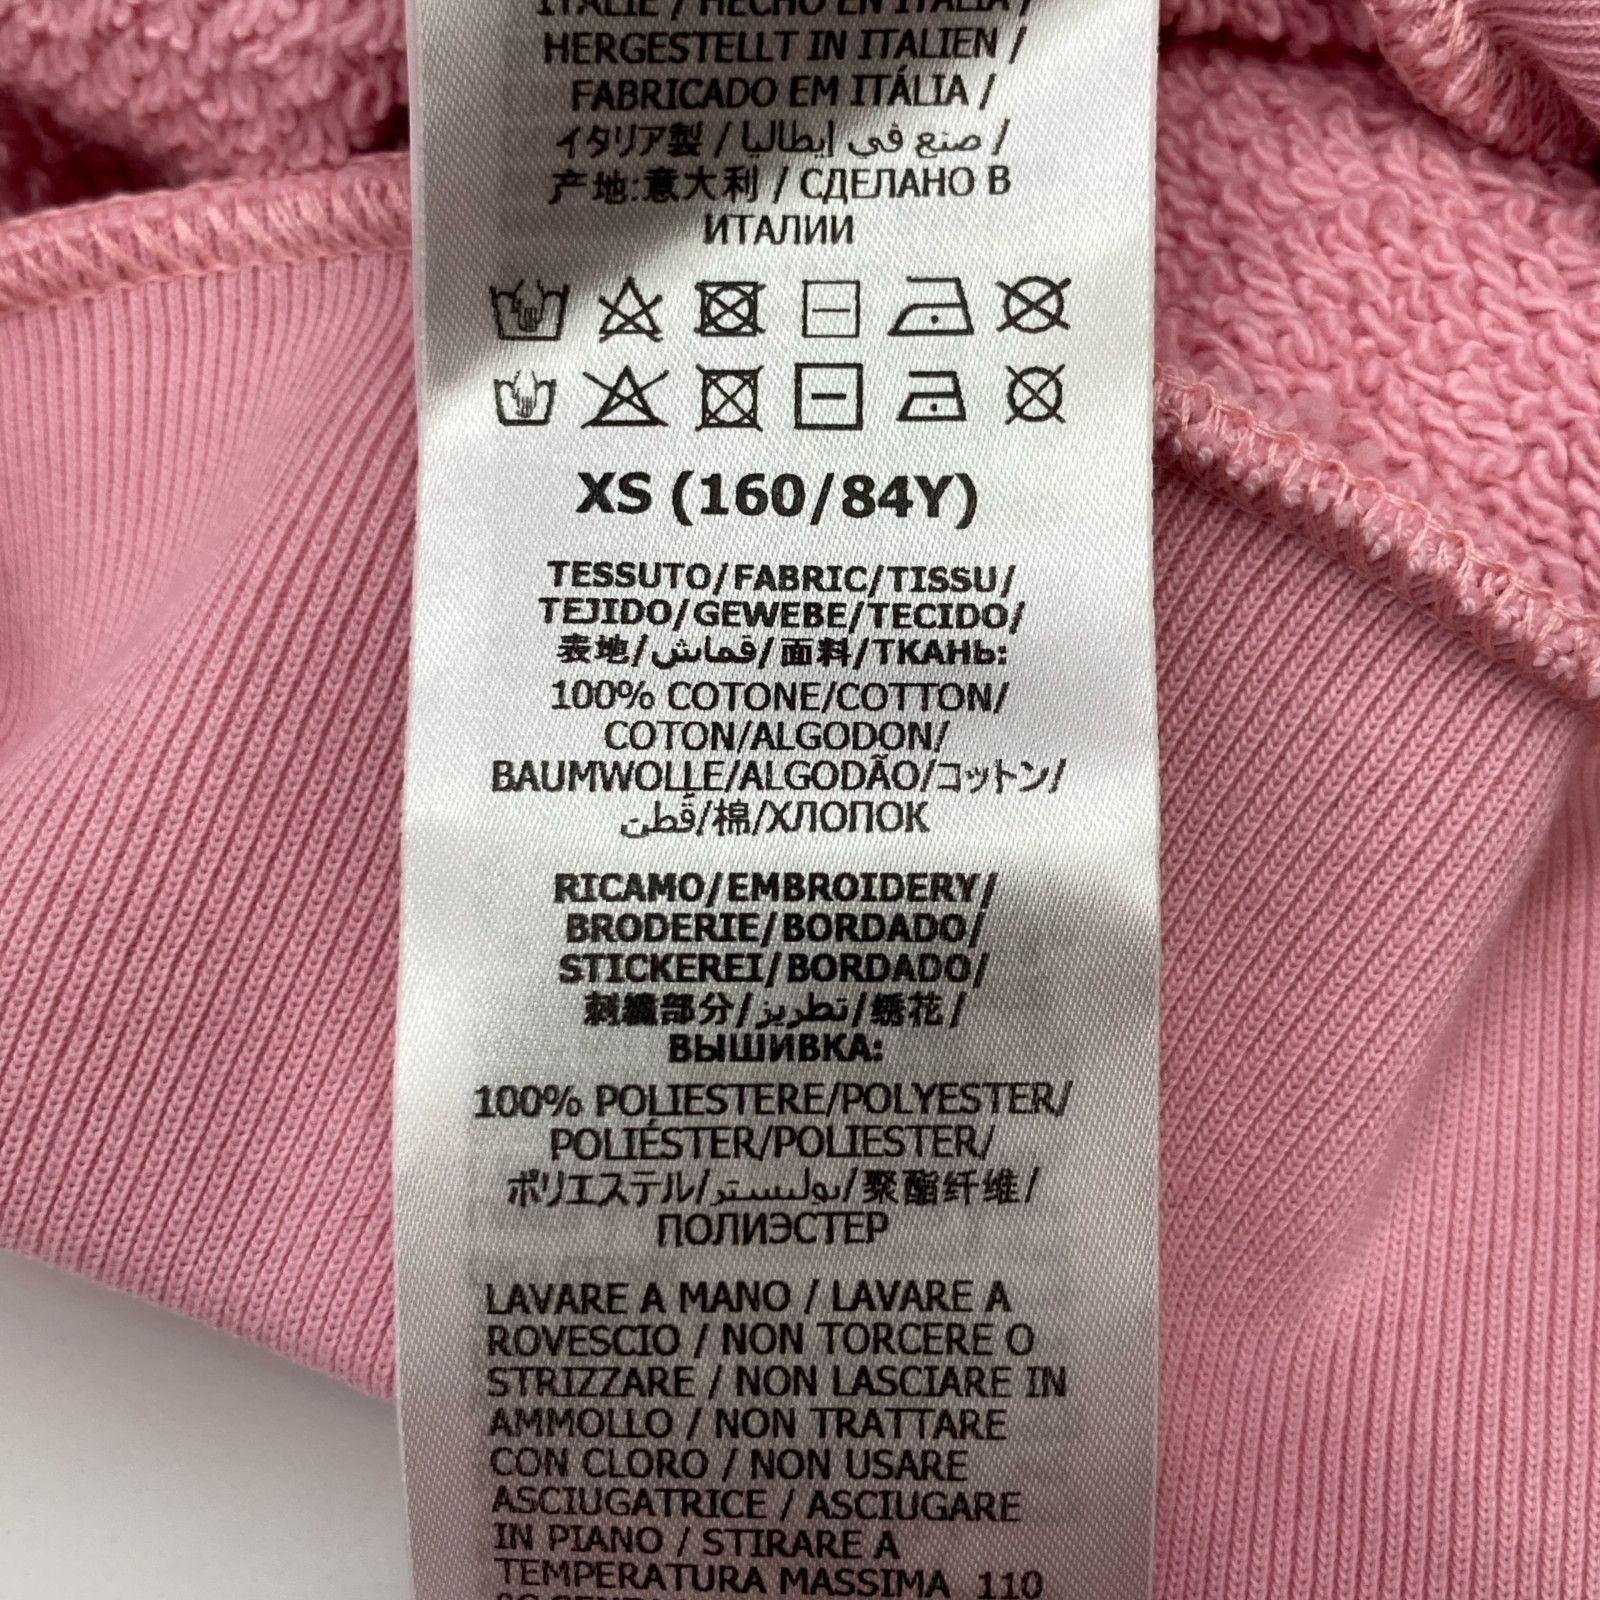 ITALIE / HECHO EN ITALIA /
HERGESTELLT IN ITALIEN /
FABRICADO EM ITÁLIA /
イタリア製 / صنع في إيطاليا /
产地:意大利 / СДЕЛАНО В
ИТАЛИИ
XS (160/84Y)
TESSUTO/FABRIC/TISSU/
TEJIDO/GEWEBE/TECIDO/
表地/قماش/面料/ТКАНЬ:
100% COTONE/COTTON/
COTON/ALGODON/
BAUMWOLLE/ALGODÃO/コットン/
قطن/棉/ХЛОПОК
RICAMO/EMBROIDERY/
BRODERIE/BORDADO/
STICKEREI/BORDADO/
刺繍部分/تطريز/绣花/
ВЫШИВКА:
100% POLIESTERE/POLYESTER/
POLIÉSTER/POLIESTER/
ポリエステル/بوليستر/聚酯纤维/
ПОЛИЭСТЕР
LAVARE A MANO / LAVARE A
ROVESCIO / NON TORCERE O
STRIZZARE / NON LASCIARE IN
AMMOLLO / NON TRATTARE
CON CLORO / NON USARE
ASCIUGATRICE / ASCIUGARE
IN PIANO / STIRARE A
TEMPERATURA MASSIMA 110